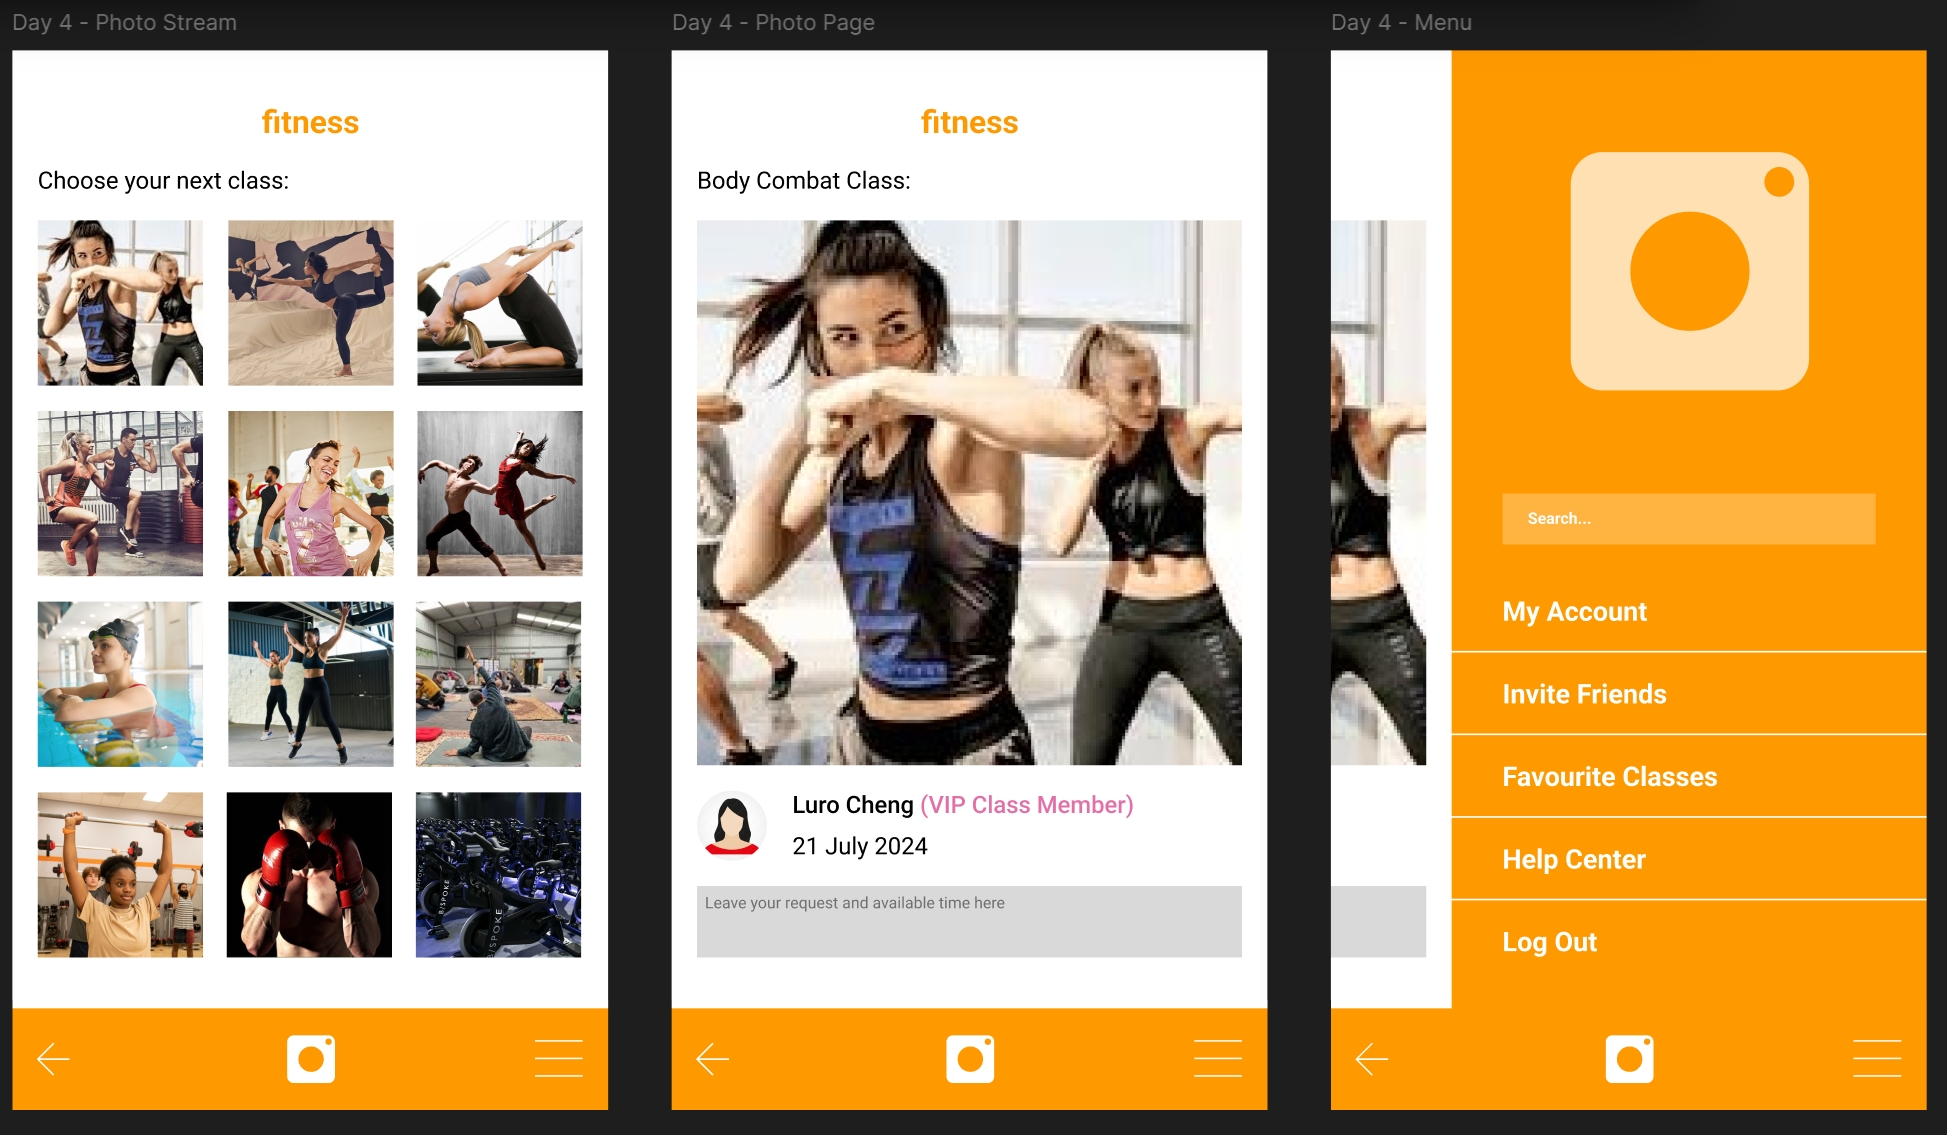 Day 4 - Photo Stream
fitness
Choose your next class:
BISPOKE
BISPOKE
Day 4 - Photo Page
fitness
Body Combat Class:
Luro Cheng (VIP Class Member)
21 July 2024
Leave your request and available time here
Day 4 - Menu
Search...
My Account
Invite Friends
Favourite Classes
Help Center
Log Out